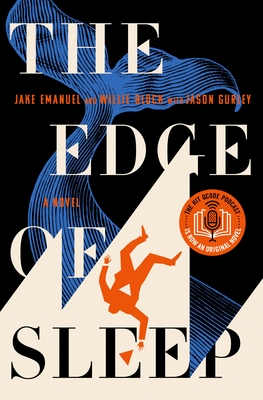 THE
JAKE EMANUEL AND WILLIE BLOCK WITH JASON GURLEY
EDGE
A NOVEL
OF
THE HIT QCODE PODCAST
IS NOW AN ORIGINAL NOVEL
SLEEP